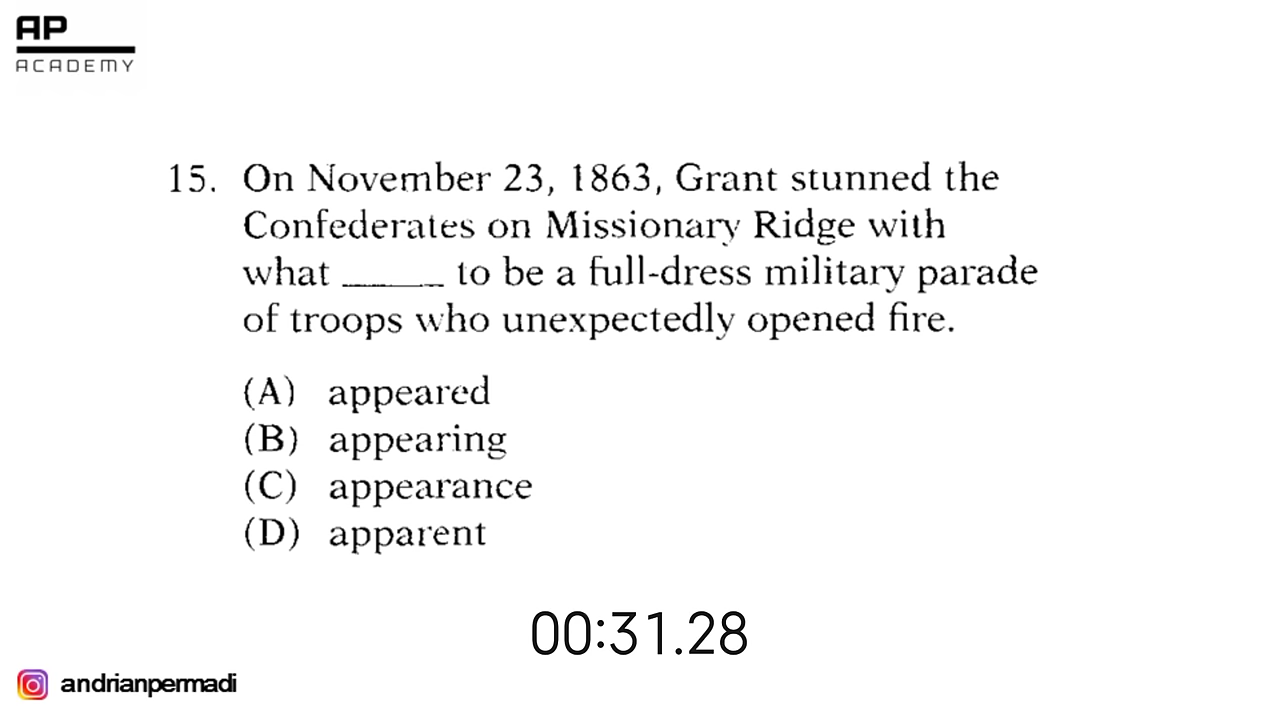 AP
ACADEMY
15. On November 23, 1863, Grant stunned the
Confederates on Missionary Ridge with
what _____ to be a full-dress military parade
of troops who unexpectedly opened fire.
(A) appeared
(B) appearing
(C) appearance
(D) apparent
00:31.28
andrianpermadi